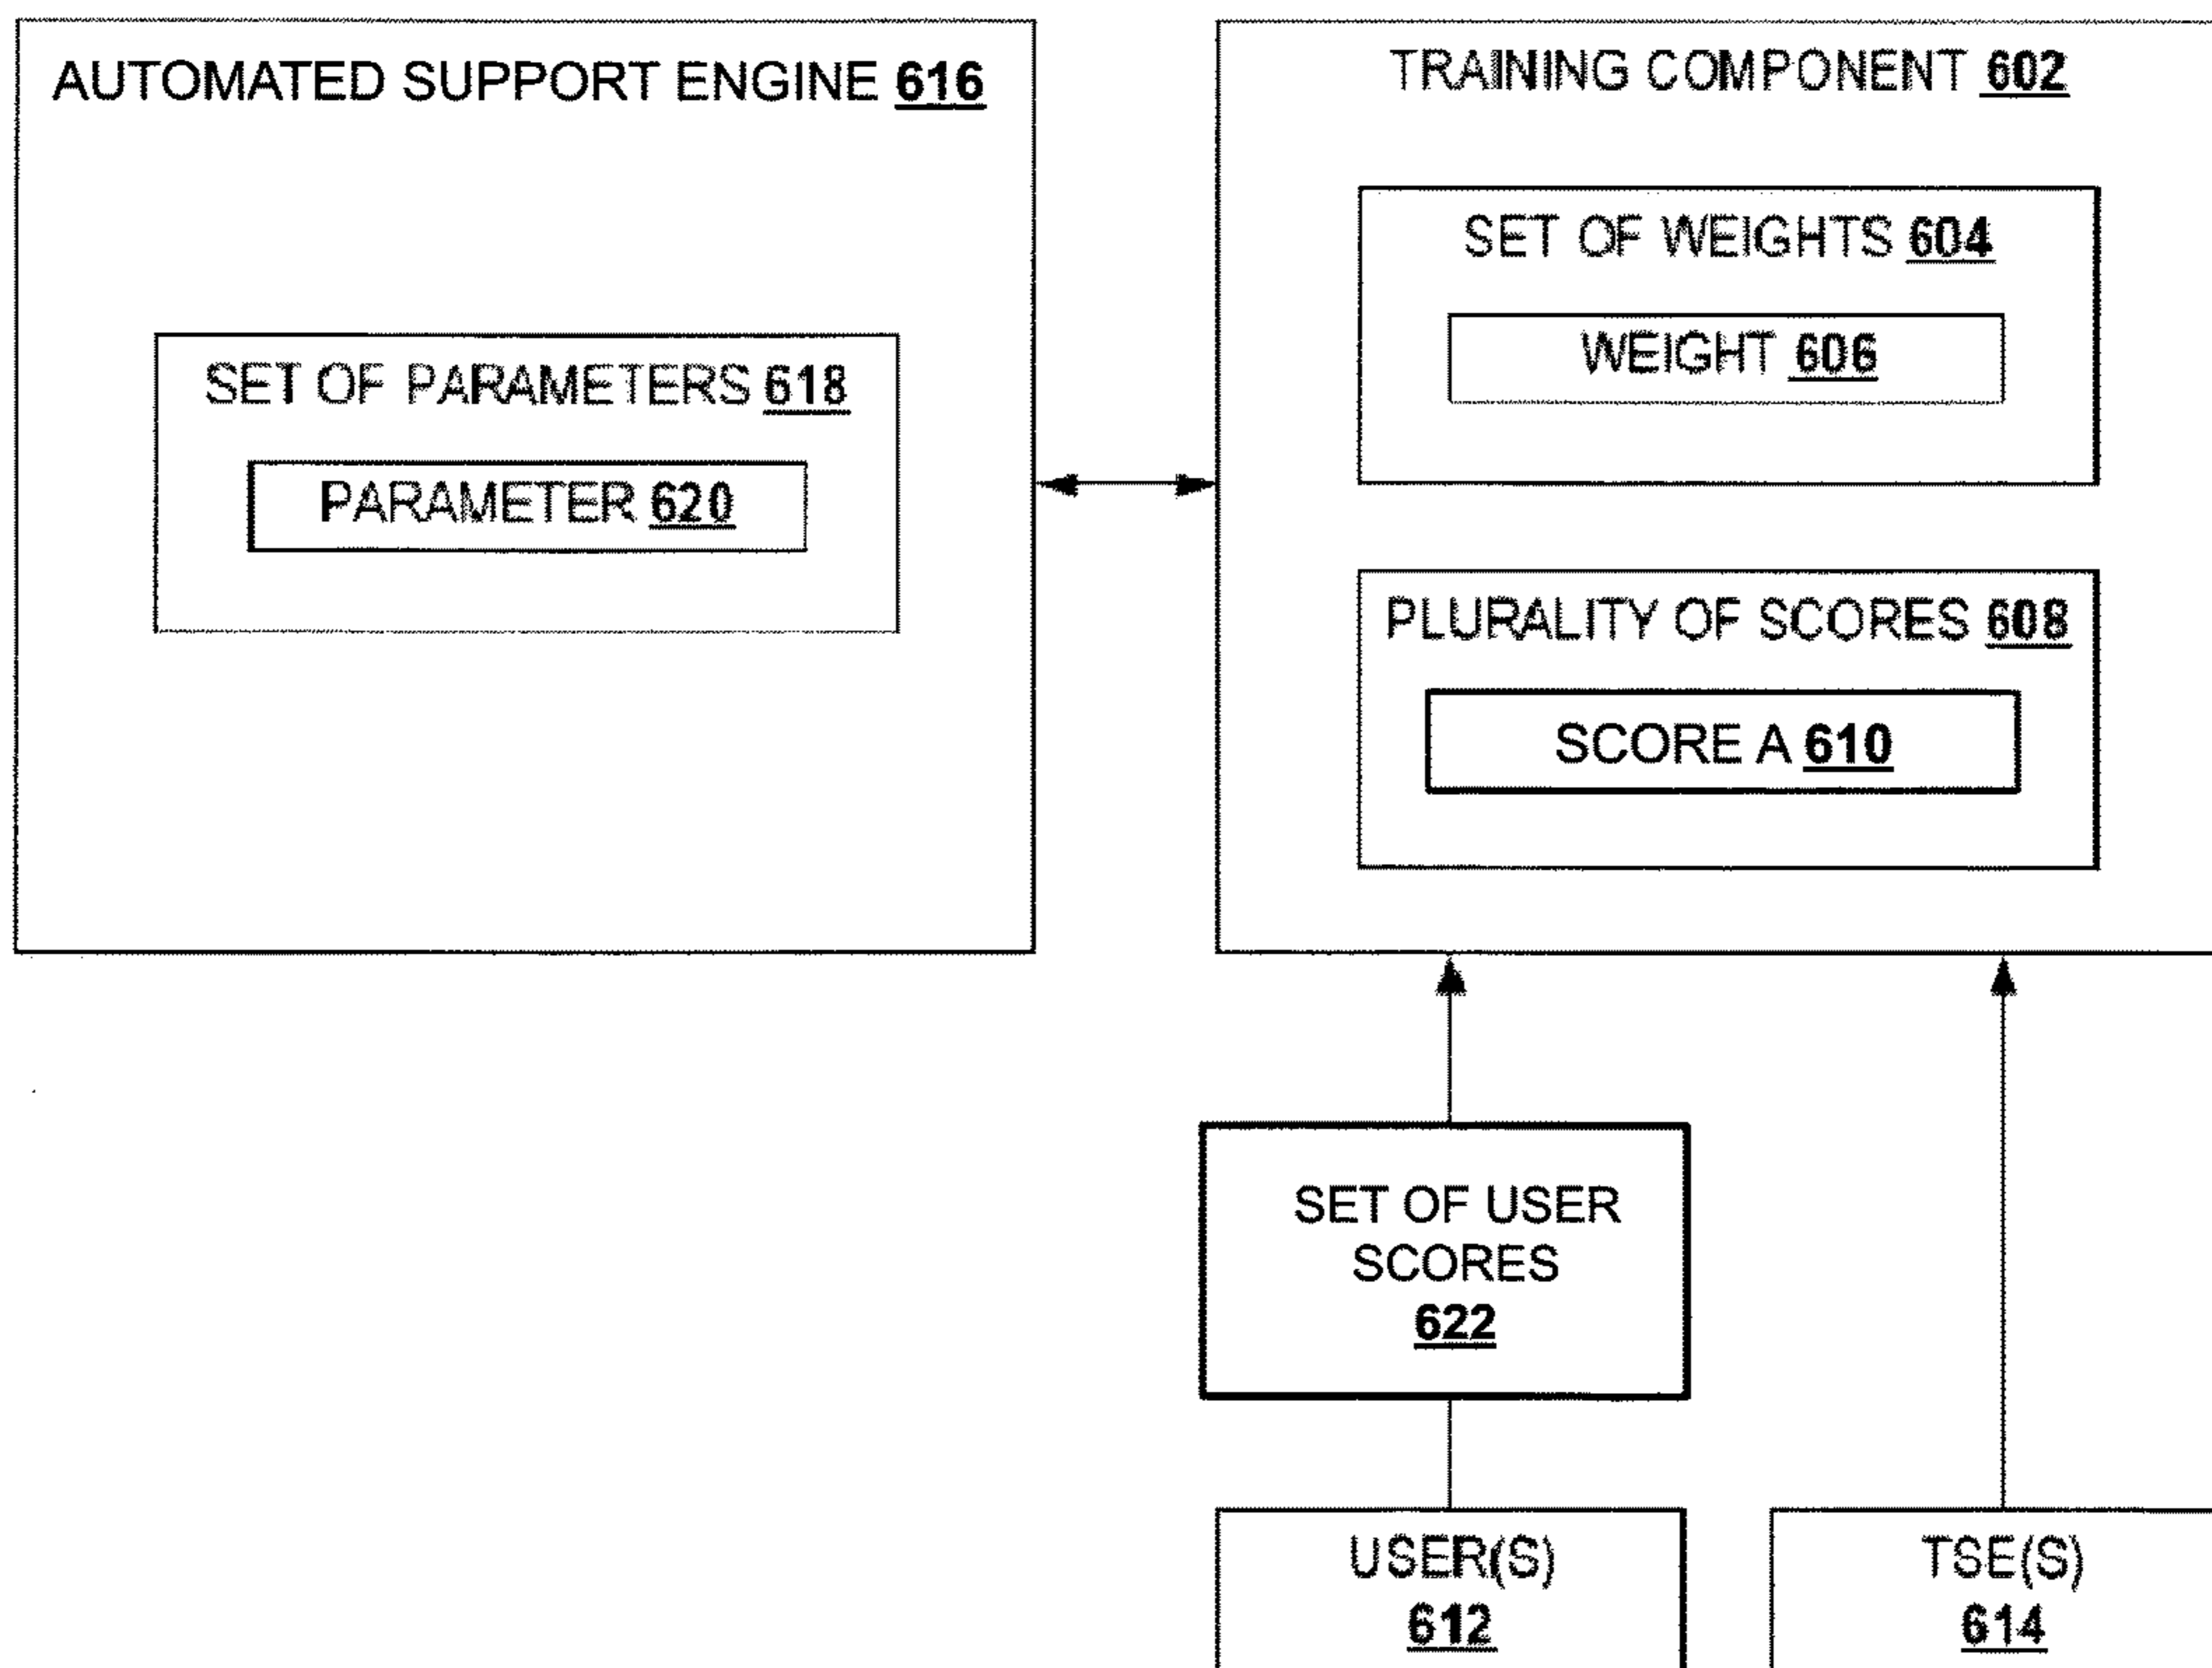 AUTOMATED SUPPORT ENGINE 616
SET OF PARAMETERS 618
PARAMETER 620
TRAINING COMPONENT 602
SET OF WEIGHTS 604
WEIGHT 606
PLURALITY OF SCORES 608
SCORE A 610
SET OF USER
SCORES
622
USER(S)
612
TSE(S)
614